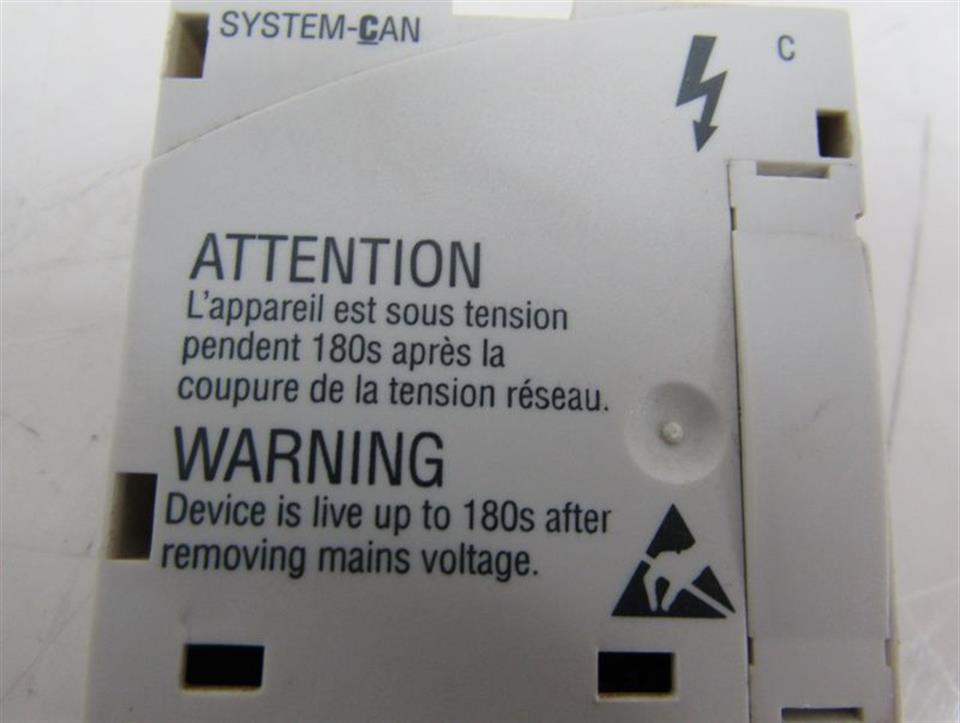 SYSTEM-CAN
C
ATTENTION
L'appareil est sous tension
pendent 180s après la
coupure de la tension réseau.
WARNING
Device is live up to 180s after
removing mains voltage.